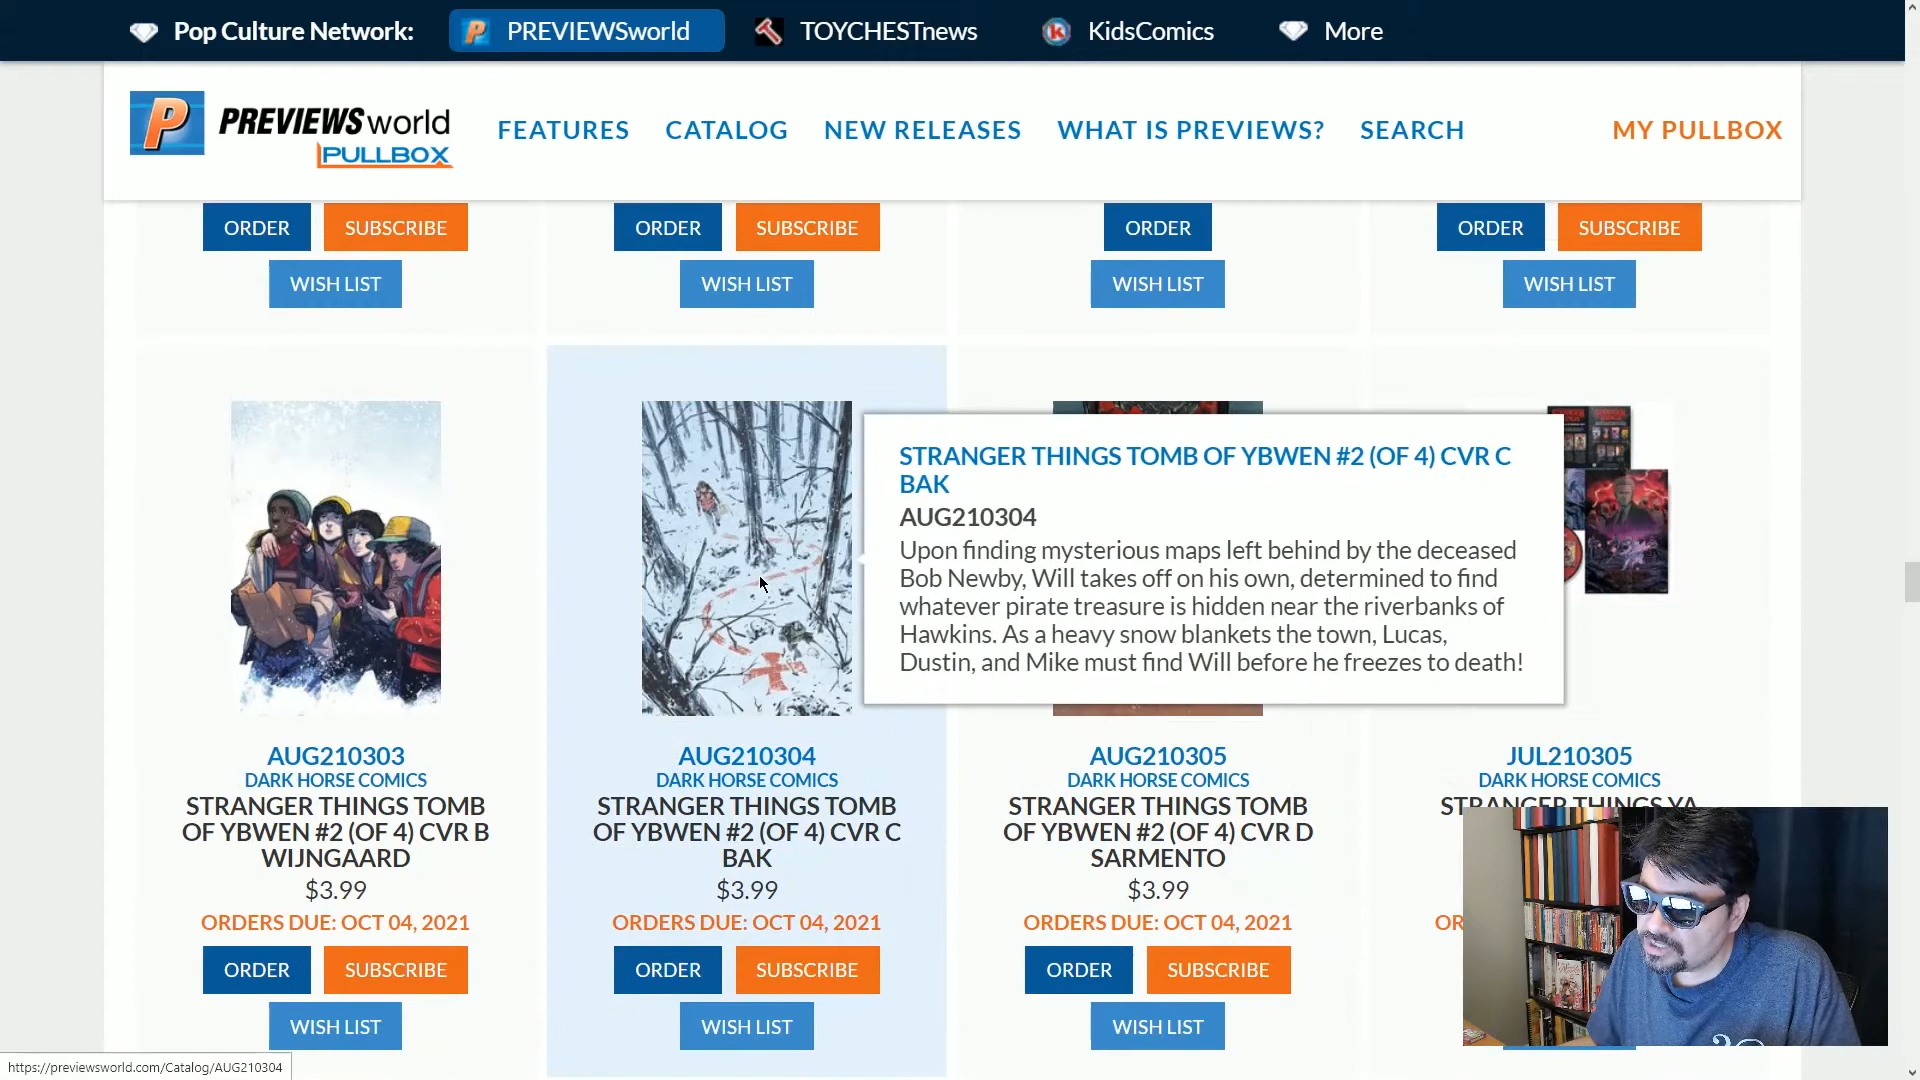 Pop Culture Network:
PREVIEWSworld
TOYCHESTnews
KidsComics
More
PREVIEWSworld
PULLBOX
FEATURES
CATALOG
NEW RELEASES
WHAT IS PREVIEWS?
SEARCH
MY PULLBOX
ORDER
SUBSCRIBE
WISH LIST
ORDER
SUBSCRIBE
WISH LIST
ORDER
WISH LIST
ORDER
SUBSCRIBE
WISH LIST
STRANGER THINGS TOMB OF YBWEN #2 (OF 4) CVR C
BAK
AUG210304
Upon finding mysterious maps left behind by the deceased
Bob Newby, Will takes off on his own, determined to find
whatever pirate treasure is hidden near the riverbanks of
Hawkins. As a heavy snow blankets the town, Lucas,
Dustin, and Mike must find Will before he freezes to death!
AUG210303
DARK HORSE COMICS
STRANGER THINGS TOMB
OF YBWEN #2 (OF 4) CVR B
WIJNGAARD
$3.99
ORDERS DUE: OCT 04, 2021
ORDER
SUBSCRIBE
WISH LIST
AUG210304
DARK HORSE COMICS
STRANGER THINGS TOMB
OF YBWEN #2 (OF 4) CVR C
BAK
$3.99
ORDERS DUE: OCT 04, 2021
ORDER
SUBSCRIBE
WISH LIST
AUG210305
DARK HORSE COMICS
STRANGER THINGS TOMB
OF YBWEN #2 (OF 4) CVR D
SARMENTO
$3.99
ORDERS DUE: OCT 04, 2021
ORDER
SUBSCRIBE
WISH LIST
JUL210305
DARK HORSE COMICS
STRANGER THINGS YA
OR
https://previewsworld.com/Catalog/AUG210304